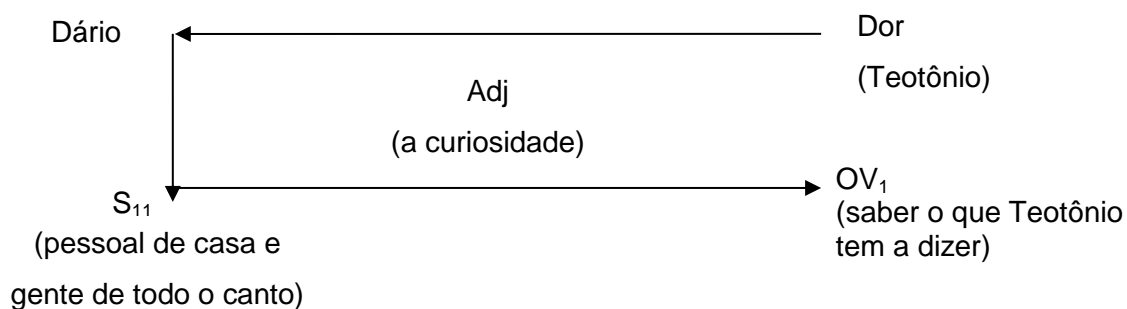 Dário
Dor
(Teotônio)
Adj
(a curiosidade)
S₁₁
(pessoal de casa e
gente de todo o canto)
OV₁
(saber o que Teotônio
tem a dizer)